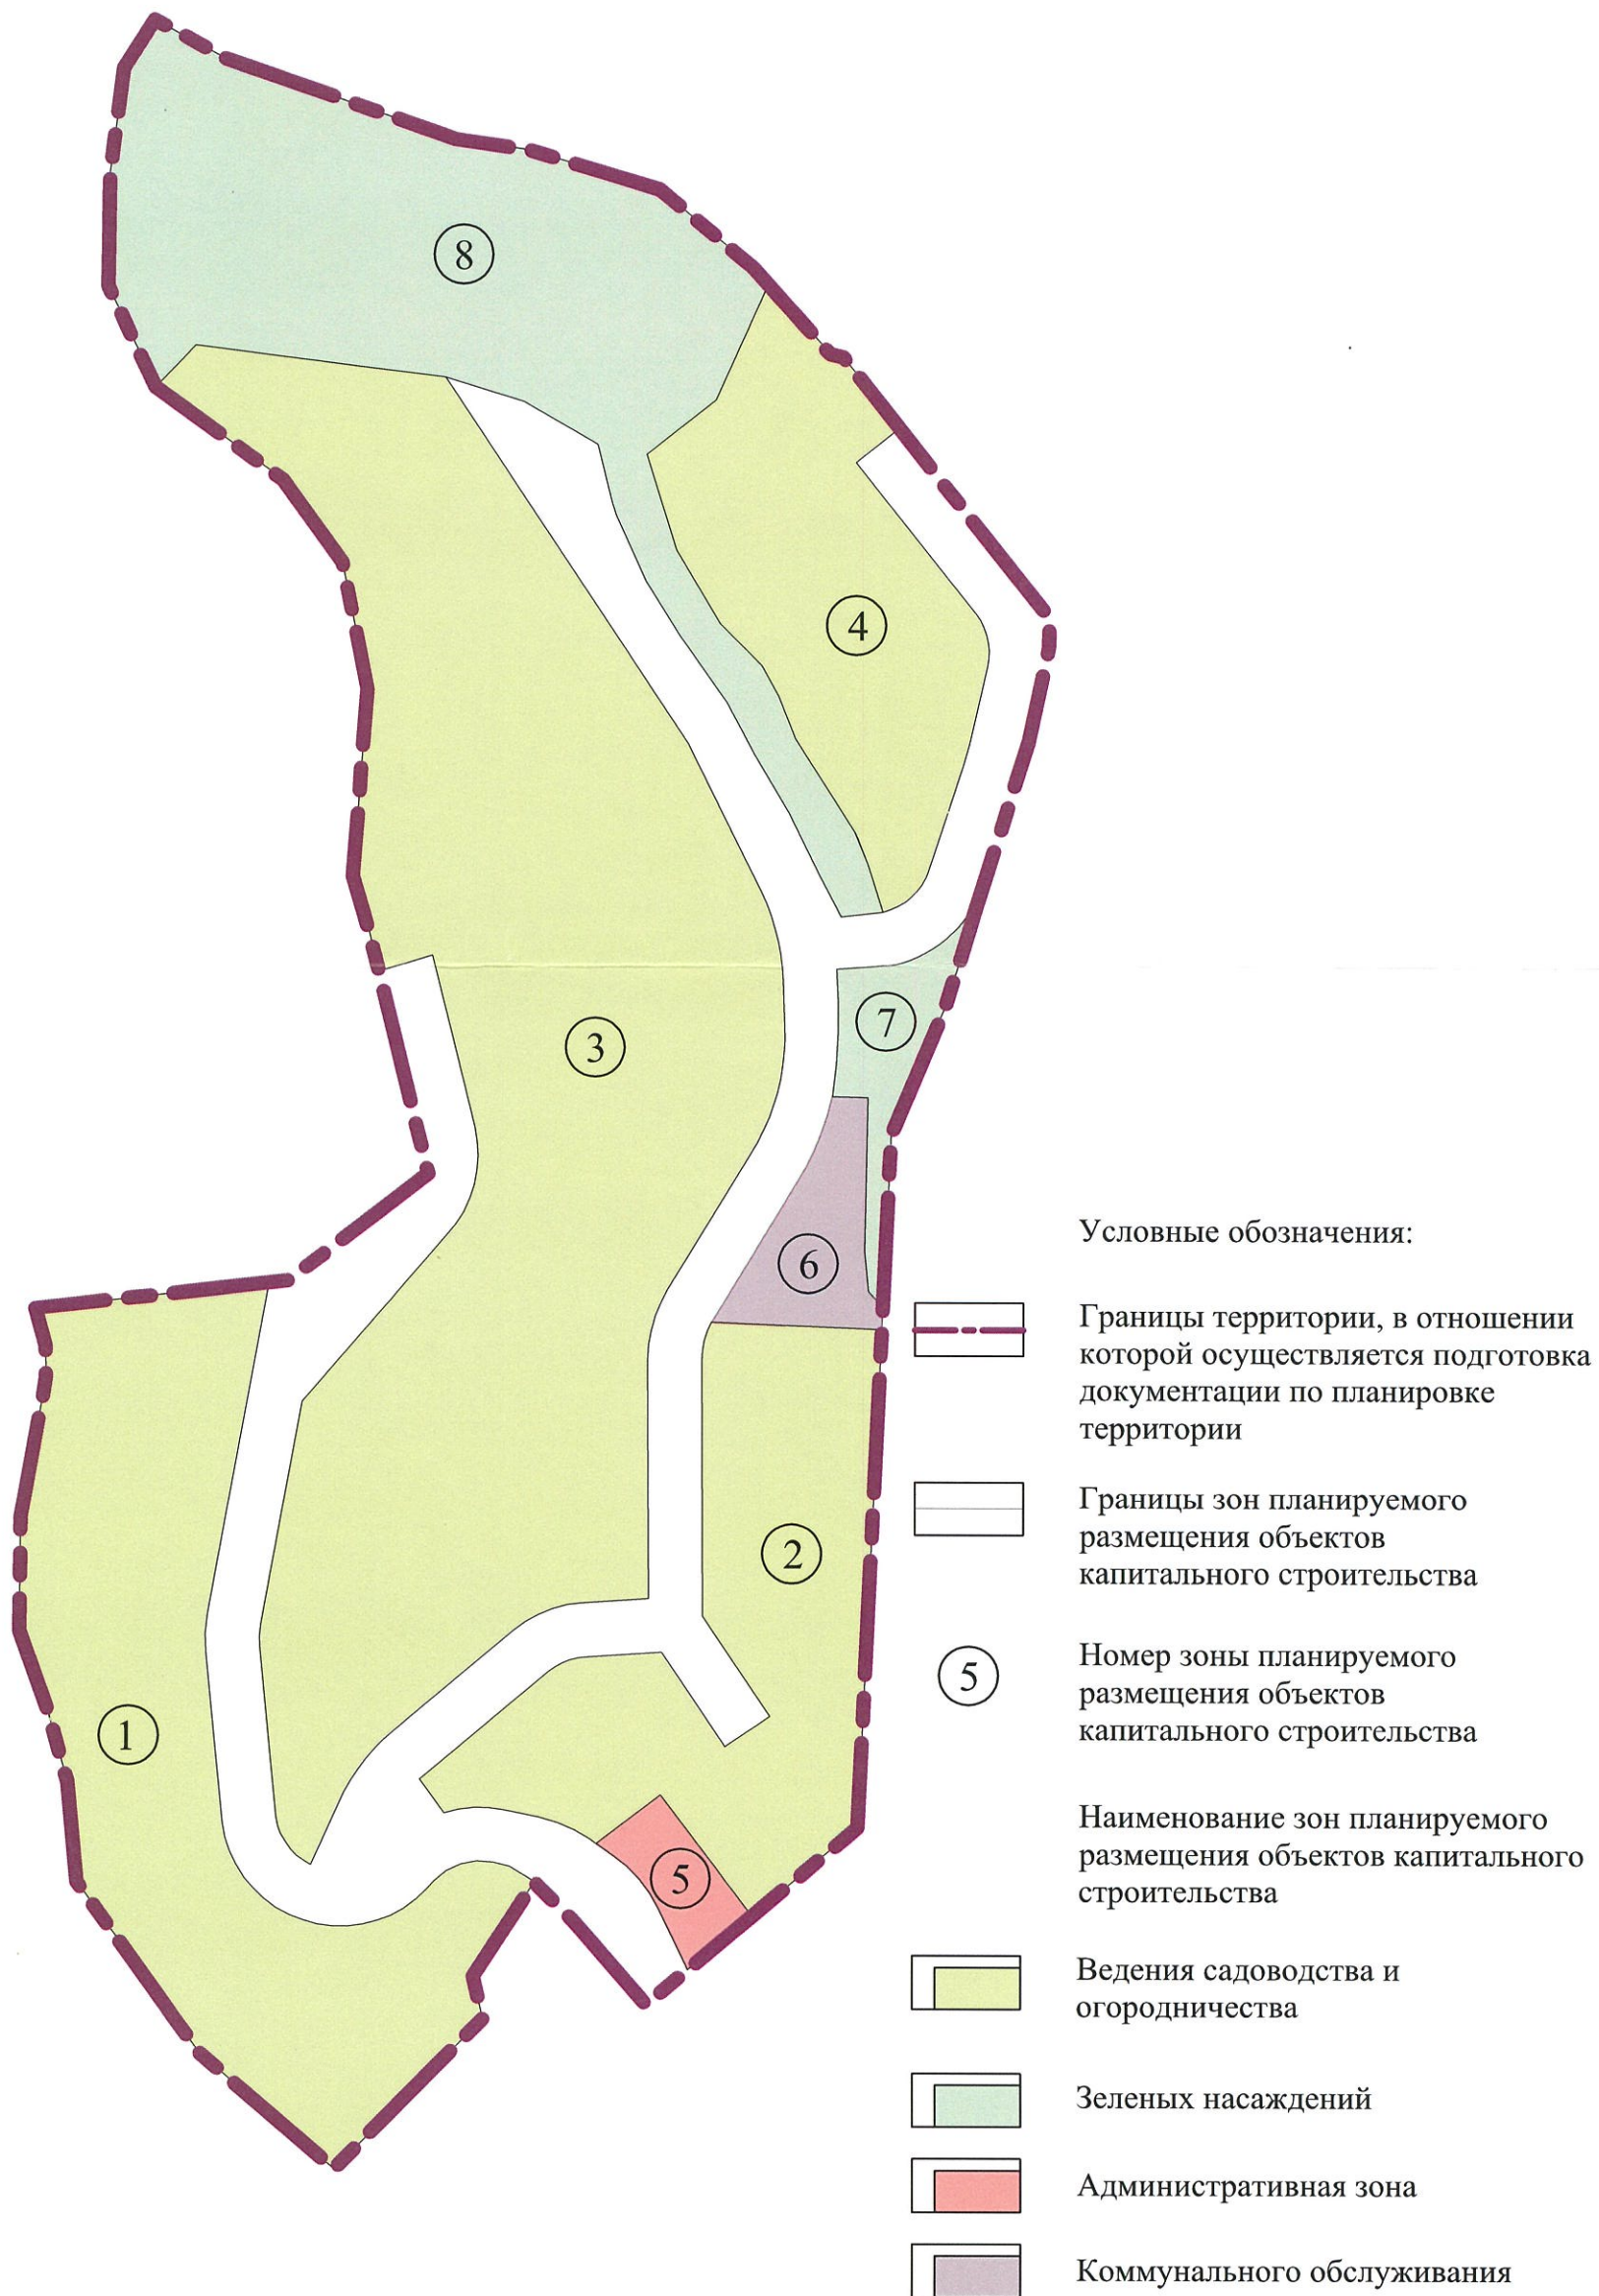 8
4
7
3
6
2
1
5
Условные обозначения:
Границы территории, в отношении
которой осуществляется подготовка
документации по планировке
территории
Границы зон планируемого
размещения объектов
капитального строительства
5
Номер зоны планируемого
размещения объектов
капитального строительства
Наименование зон планируемого
размещения объектов капитального
строительства
Ведения садоводства и
огородничества
Зеленых насаждений
Административная зона
Коммунального обслуживания